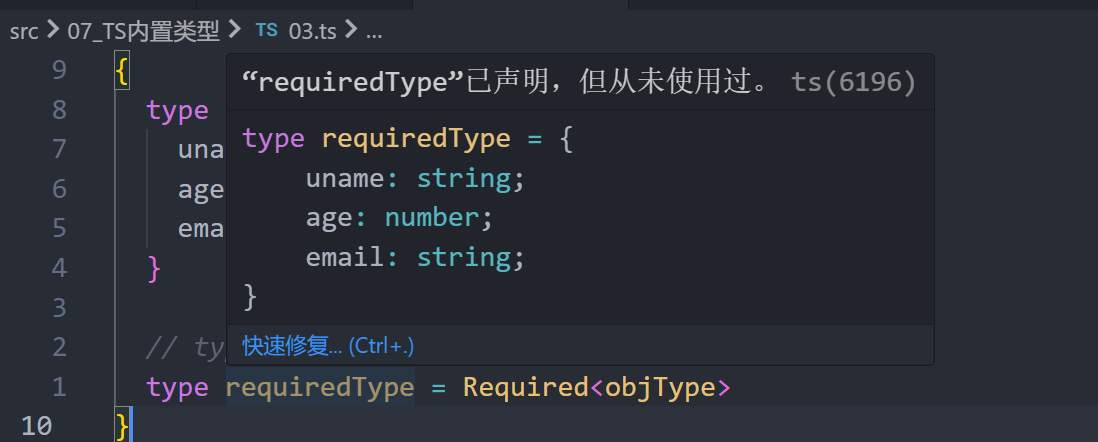 src > 07_TS内置类型 > TS 03.ts > ...
9 {
“requiredType”已声明，但从未使用过。 ts(6196)
8 type
type requiredType = {
7 una
uname: string;
6 age
age: number;
5 ema
email: string;
4 }
}
3
快速修复... (Ctrl+.)
2 // ty
1 type requiredType = Required<objType>
10 }